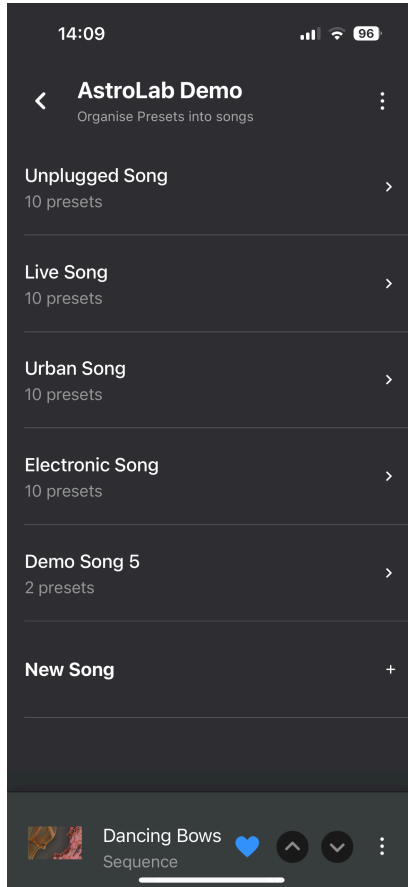 14:09
96
AstroLab Demo
Organise Presets into songs
Unplugged Song
10 presets
Live Song
10 presets
Urban Song
10 presets
Electronic Song
10 presets
Demo Song 5
2 presets
New Song
+
Dancing Bows
Sequence